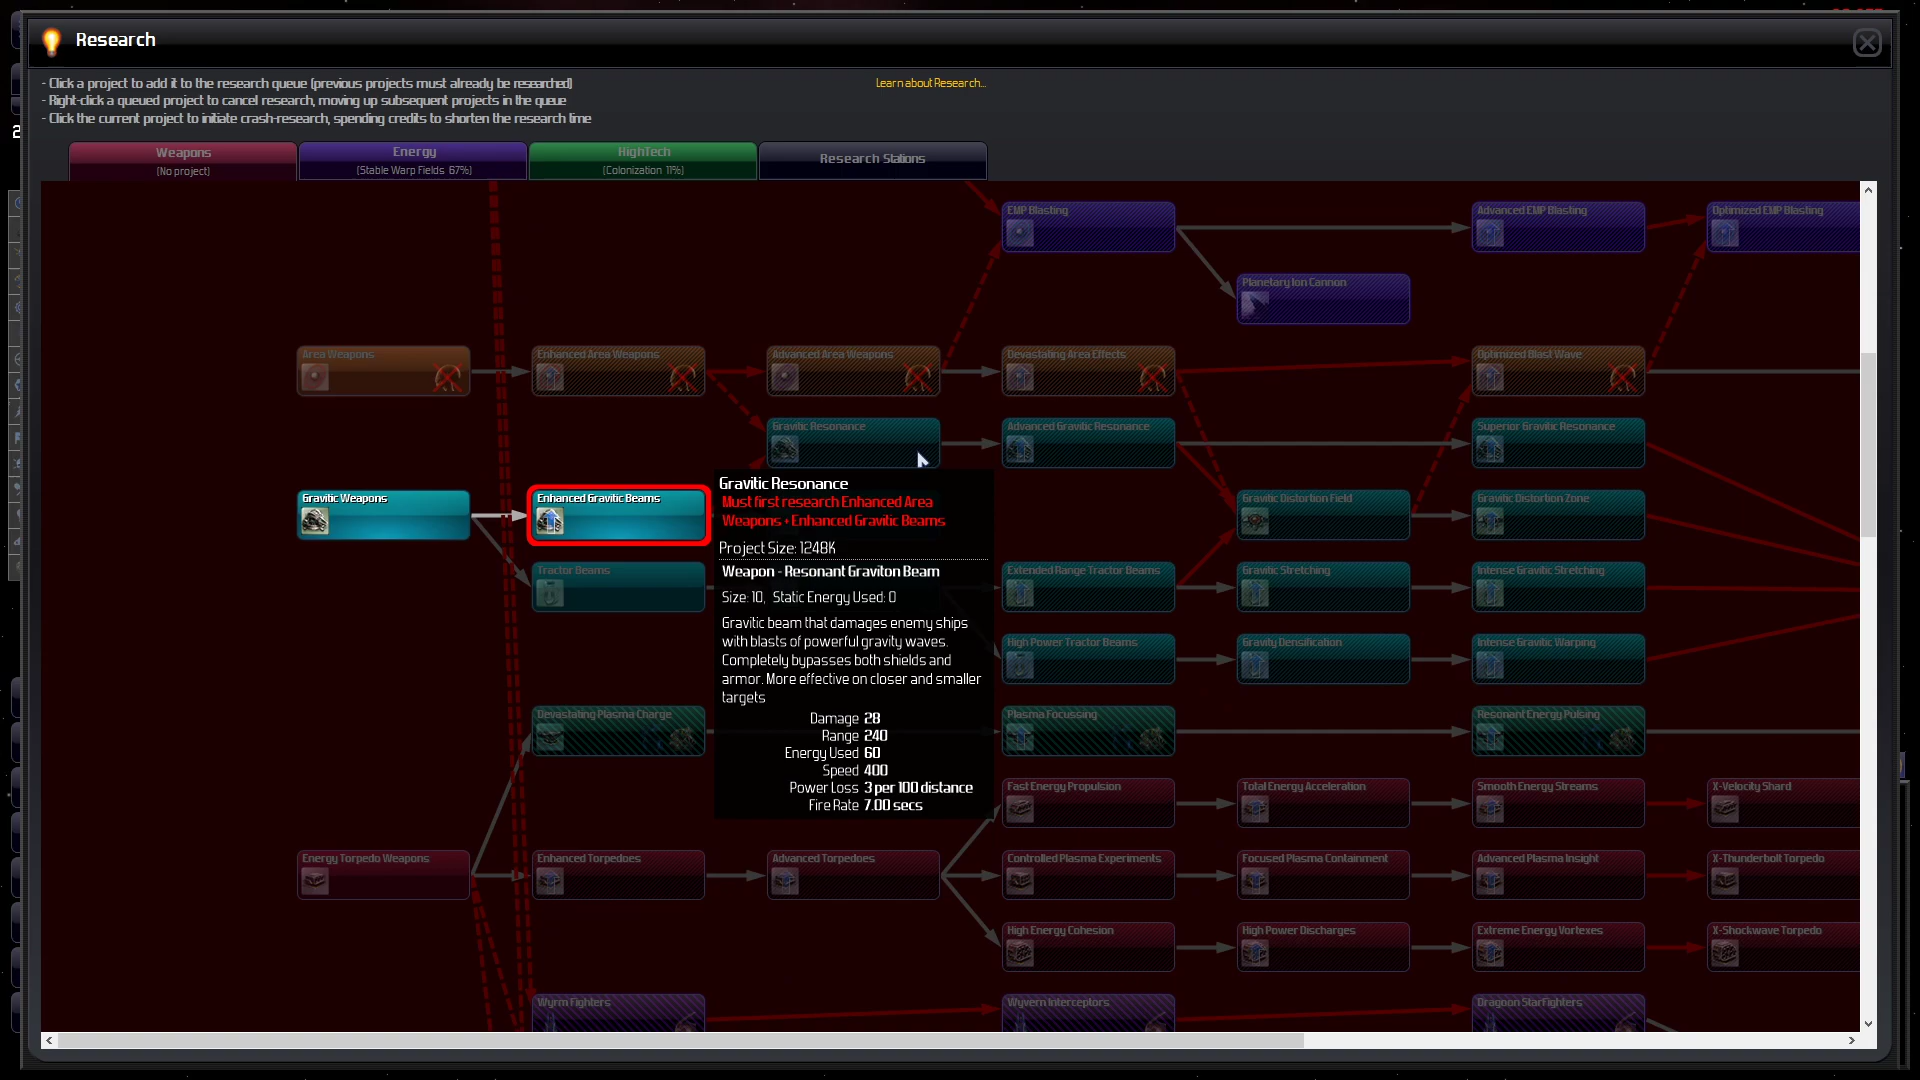 Research
- Click a project to add it to the research queue (previous projects must already be researched)
- Right-click a queued project to cancel research, moving up subsequent projects in the queue
- Click the current project to initiate crash-research, spending credits to shorten the research time
Learn about Research...
Weapons
(No project)
Energy
(Stable Warp Fields 67%)
HighTech
(Colonization 11%)
Research Stations
EMP Blasting
Advanced EMP Blasting
Optimized EMP Blasting
Planetary Ion Cannon
Area Weapons
Enhanced Area Weapons
Advanced Area Weapons
Devastating Area Effects
Optimized Blast Wave
Gravitic Resonance
Advanced Gravitic Resonance
Superior Gravitic Resonance
Gravitic Weapons
Enhanced Gravitic Beams
Gravitic Distortion Field
Gravitic Distortion Zone
Tractor Beams
Extended Range Tractor Beams
Gravitic Stretching
Intense Gravitic Stretching
High Power Tractor Beams
Gravity Densification
Intense Gravitic Warping
Gravitic Resonance
Must first research Enhanced Area
Weapons + Enhanced Gravitic Beams
Project Size: 1248K
Weapon - Resonant Graviton Beam
Size: 10, Static Energy Used: 0
Gravitic beam that damages enemy ships
with blasts of powerful gravity waves.
Completely bypasses both shields and
armor. More effective on closer and smaller
targets
Damage 28
Range 240
Energy Used 60
Speed 400
Power Loss 3 per 100 distance
Fire Rate 7.00 secs
Devastating Plasma Charge
Plasma Focussing
Resonant Energy Pulsing
Fast Energy Propulsion
Total Energy Acceleration
Smooth Energy Streams
X-Velocity Shard
Energy Torpedo Weapons
Enhanced Torpedoes
Advanced Torpedoes
Controlled Plasma Experiments
Focused Plasma Containment
Advanced Plasma Insight
X-Thunderbolt Torpedo
High Energy Cohesion
High Power Discharges
Extreme Energy Vortexes
X-Shockwave Torpedo
Wyrm Fighters
Wyvern Interceptors
Dragoon StarFighters